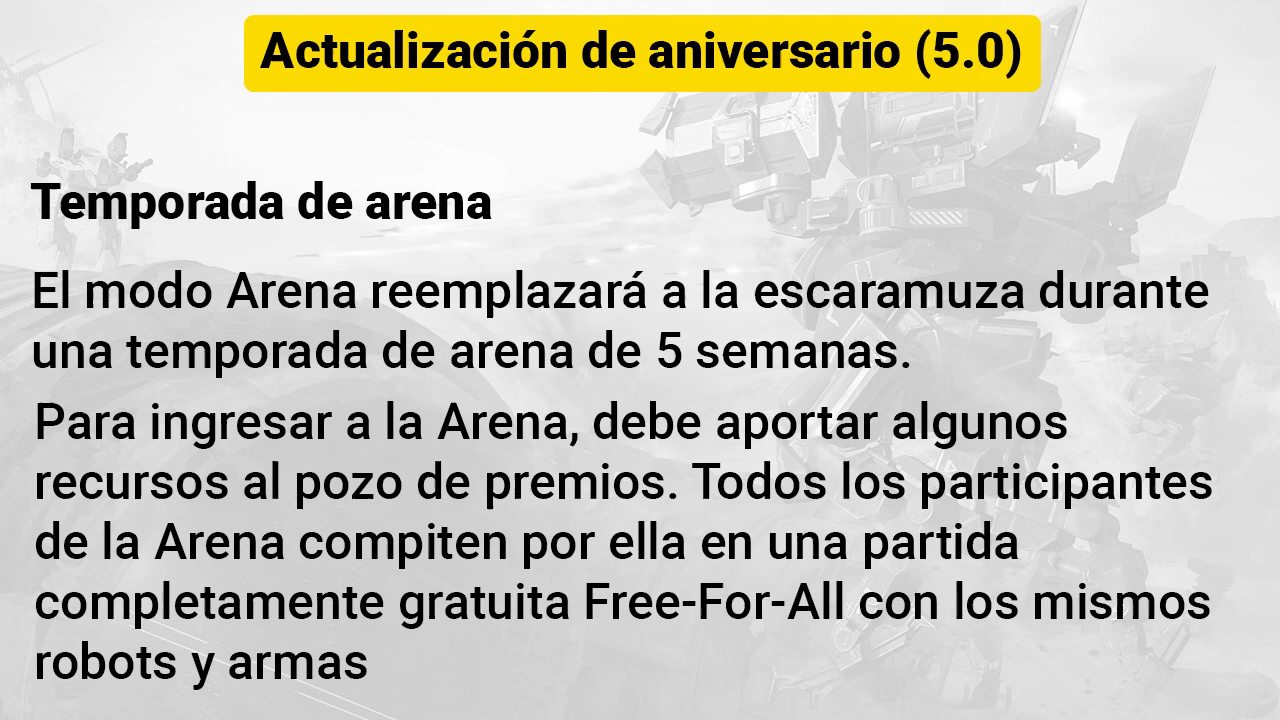 Actualización de aniversario (5.0)
Temporada de arena
El modo Arena reemplazará a la escaramuza durante
una temporada de arena de 5 semanas.
Para ingresar a la Arena, debe aportar algunos
recursos al pozo de premios. Todos los participantes
de la Arena compiten por ella en una partida
completamente gratuita Free-For-All con los mismos
robots y armas